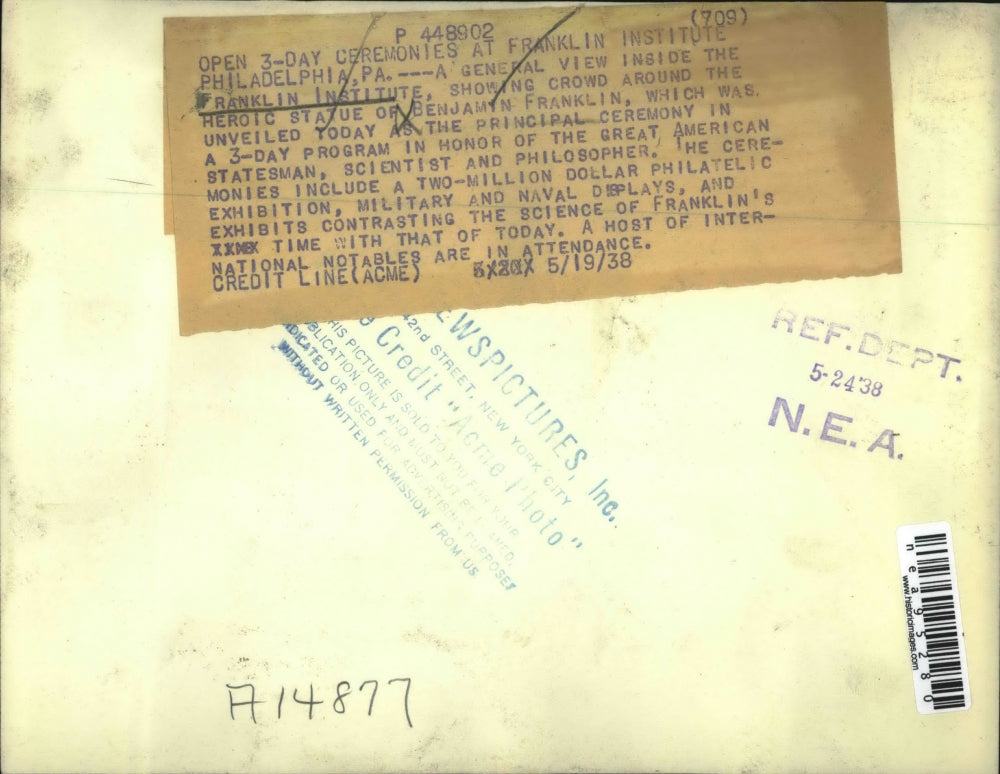 P 448902 (709)
OPEN 3-DAY CEREMONIES AT FRANKLIN INSTITUTE
PHILADELPHIA, PA.---A GENERAL VIEW INSIDE THE
FRANKLIN INSTITUTE, SHOWING CROWD AROUND THE
HEROIC STATUE OF BENJAMIN FRANKLIN, WHICH WAS
UNVEILED TODAY AS THE PRINCIPAL CEREMONY IN
A 3-DAY PROGRAM IN HONOR OF THE GREAT AMERICAN
STATESMAN, SCIENTIST AND PHILOSOPHER. THE CERE-
MONIES INCLUDE A TWO-MILLION DOLLAR PHILATELIC
EXHIBITION, MILITARY AND NAVAL DISPLAYS, AND
EXHIBITS CONTRASTING THE SCIENCE OF FRANKLIN'S
TIME WITH THAT OF TODAY. A HOST OF INTER-
NATIONAL NOTABLES ARE IN ATTENDANCE.
CREDIT LINE(ACME) 5/19/38
EWSPICTURES, Inc.
42nd STREET, NEW YORK CITY
Credit "Acme Photo"
HIS PICTURE IS SOLD TO YOU FOR YOUR
BLICATION ONLY AND MUST NOT BE
DICATED OR USED FOR ADVERTISING PURPOSES
WITHOUT WRITTEN PERMISSION FROM US
REF. DEPT.
5-24'38
N.E.A.
nea95280
www.historicimages.com
A14877